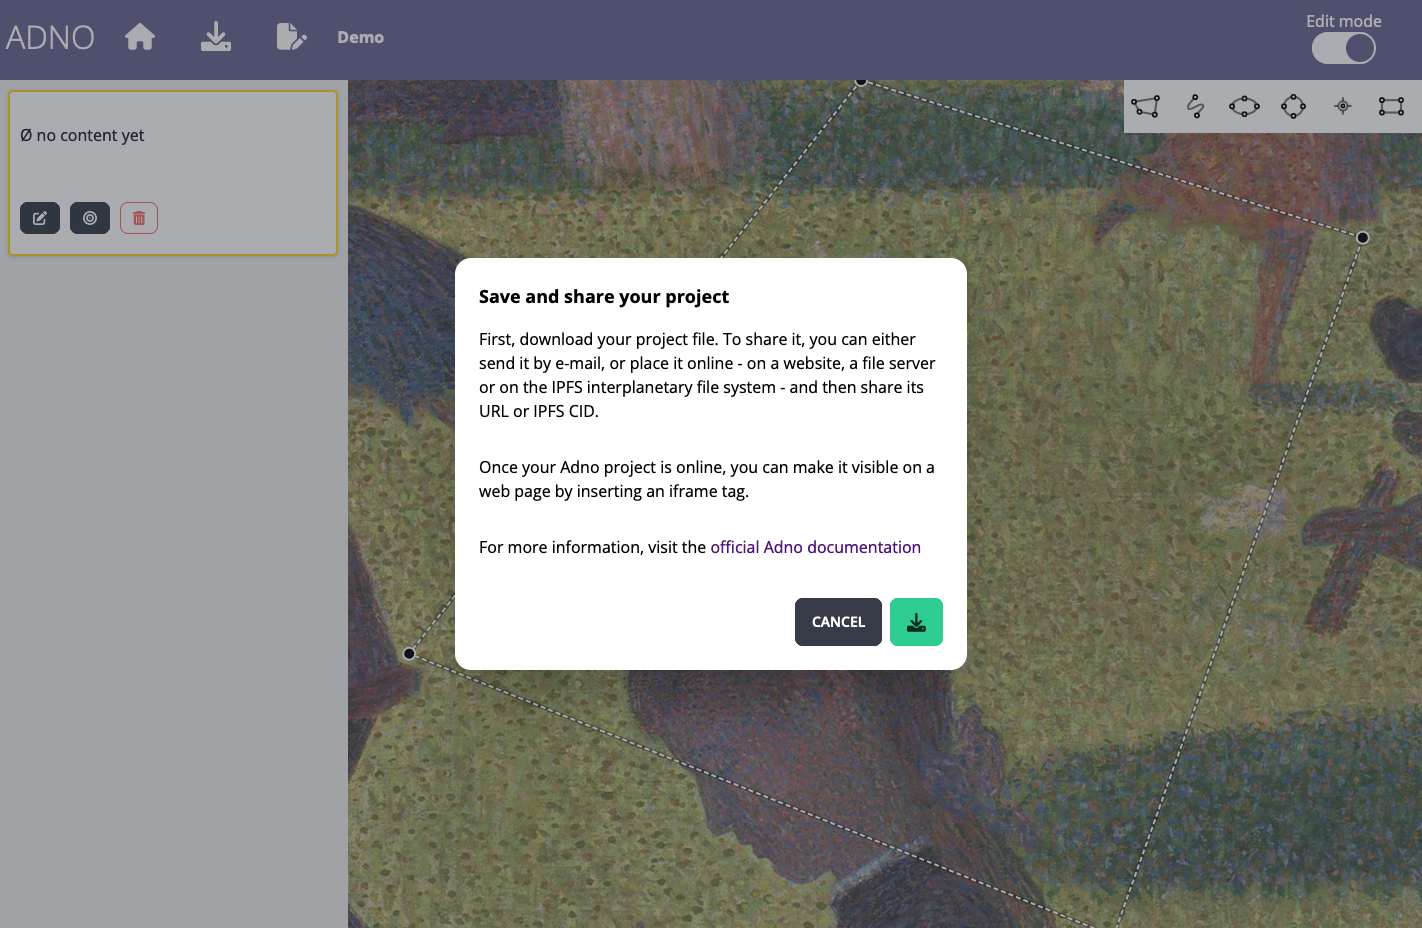 ADNO
Demo
Edit mode
Ø no content yet
Save and share your project
First, download your project file. To share it, you can either
send it by e-mail, or place it online - on a website, a file server
or on the IPFS interplanetary file system - and then share its
URL or IPFS CID.
Once your Adno project is online, you can make it visible on a
web page by inserting an iframe tag.
For more information, visit the official Adno documentation
CANCEL